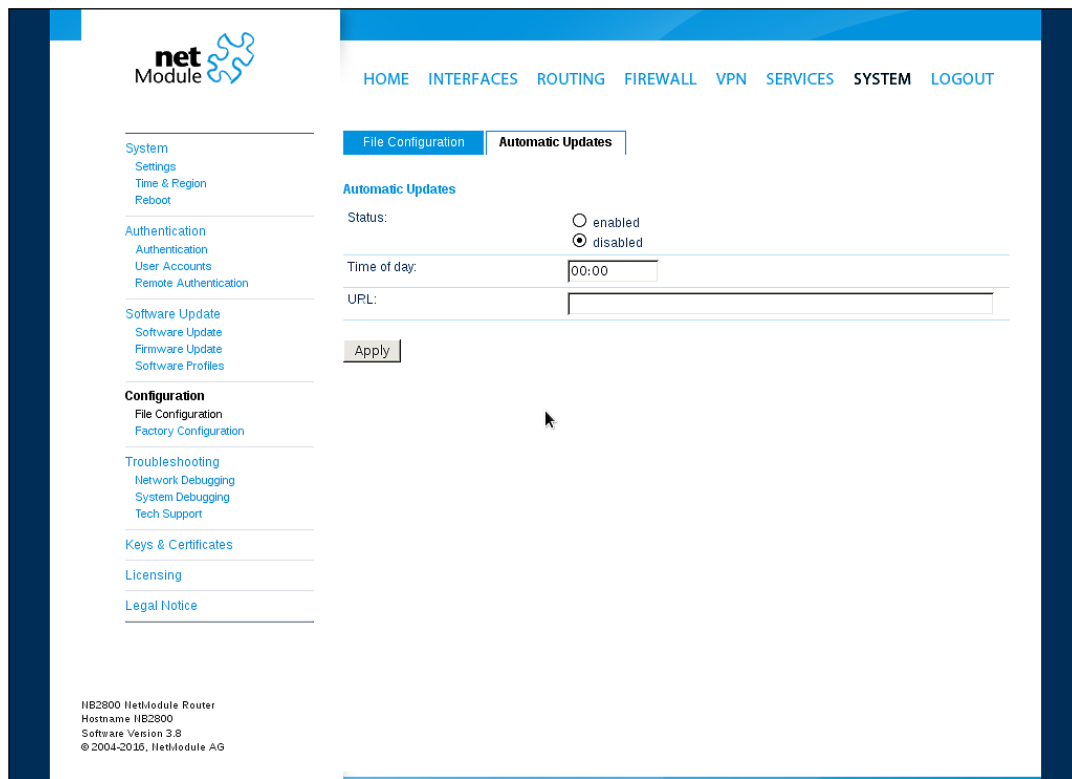 net
Module
HOME INTERFACES ROUTING FIREWALL VPN SERVICES SYSTEM LOGOUT
System
Settings
Time & Region
Reboot
Authentication
Authentication
User Accounts
Remote Authentication
Software Update
Software Update
Firmware Update
Software Profiles
Configuration
File Configuration
Factory Configuration
Troubleshooting
Network Debugging
System Debugging
Tech Support
Keys & Certificates
Licensing
Legal Notice
File Configuration Automatic Updates
Automatic Updates
Status:
enabled
disabled
Time of day: 00:00
URL:
Apply
NB2800 NetModule Router
Hostname NB2800
Software Version 3.8
© 2004-2016, NetModule AG